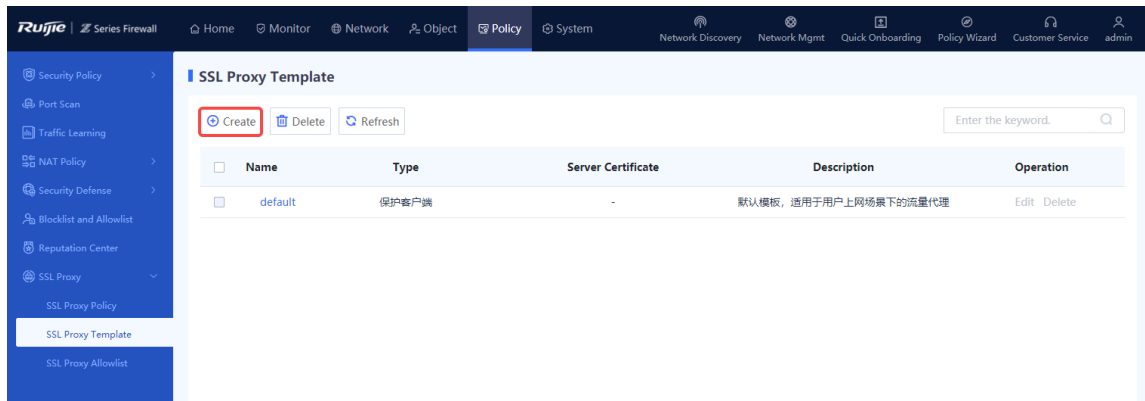 Ruijie | Z Series Firewall
Home Monitor Network Object Policy System
Network Discovery Network Mgmt Quick Onboarding Policy Wizard Customer Service admin
Security Policy
Port Scan
Traffic Learning
NAT Policy
Security Defense
Blocklist and Allowlist
Reputation Center
SSL Proxy
SSL Proxy Policy
SSL Proxy Template
SSL Proxy Allowlist
SSL Proxy Template
Create Delete Refresh Enter the keyword.
Name Type Server Certificate Description Operation
default 保护客户端 - 默认模板，适用于用户上网场景下的流量代理 Edit Delete